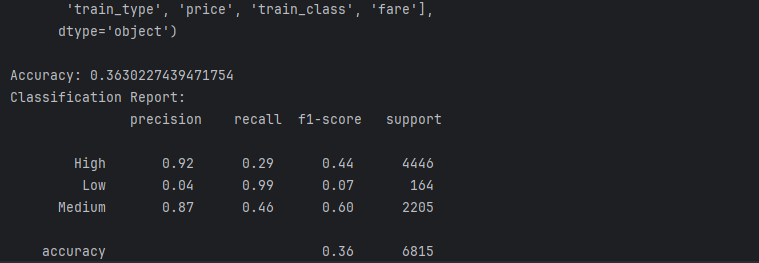 'train_type', 'price', 'train_class', 'fare'],
dtype='object')
Accuracy: 0.3630227439471754
Classification Report:
precision recall f1-score support
High 0.92 0.29 0.44 4446
Low 0.04 0.99 0.07 164
Medium 0.87 0.46 0.60 2205
accuracy 0.36 6815